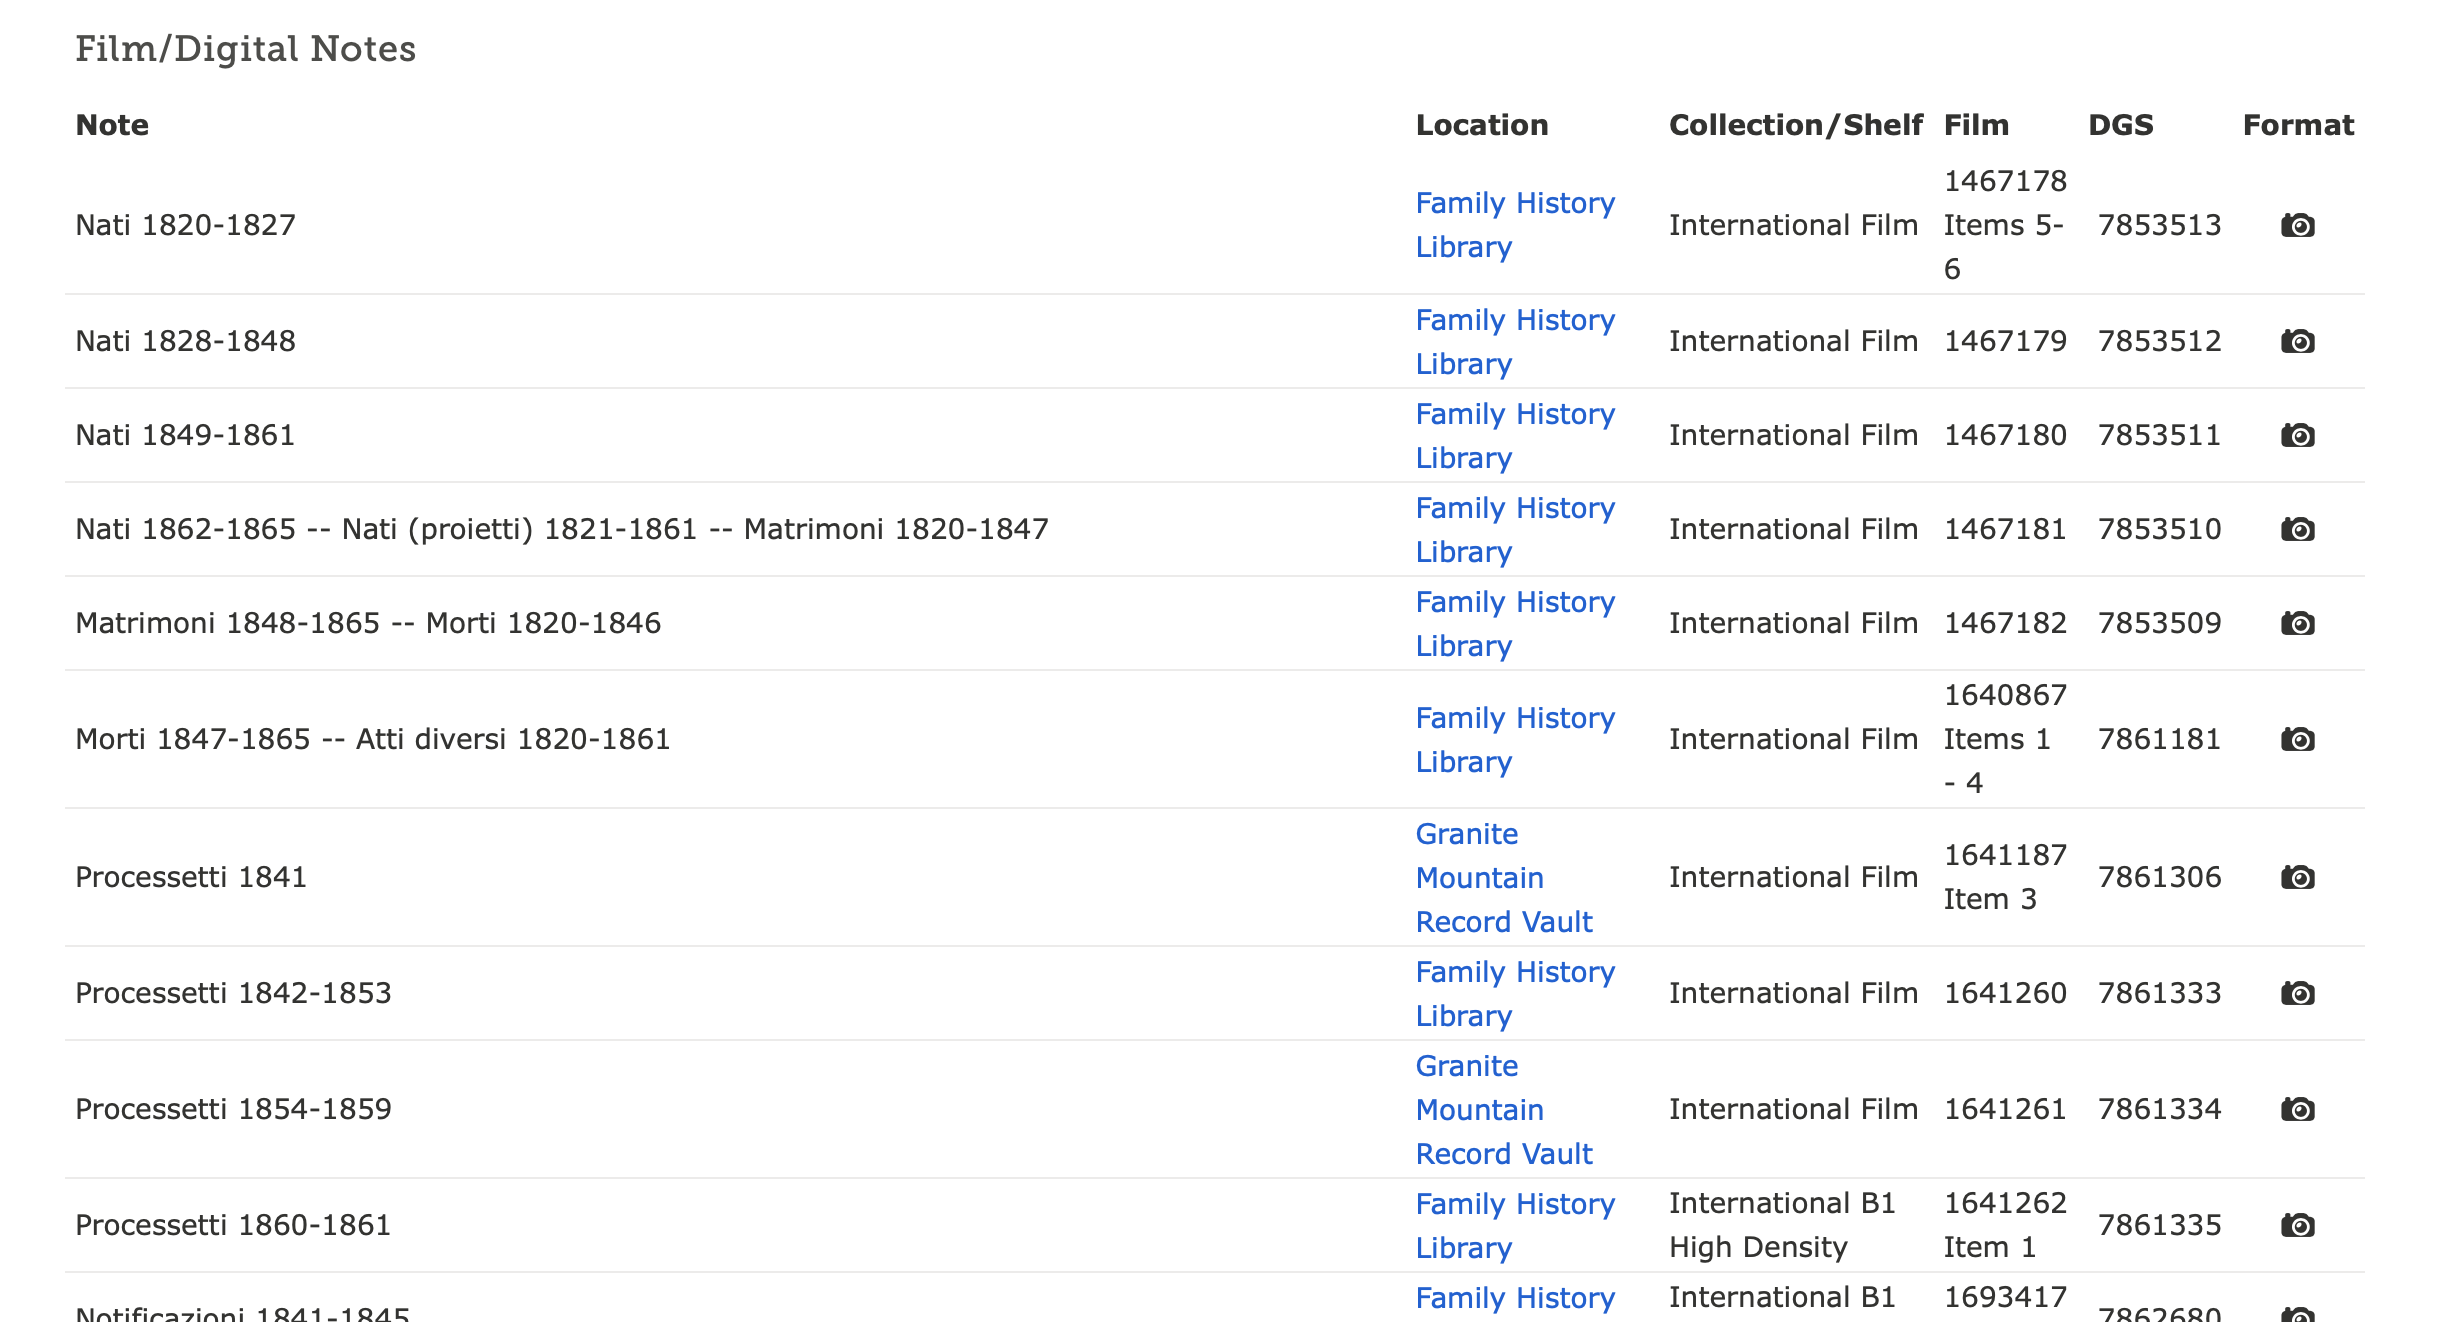 Film/Digital Notes
Note Location Collection/Shelf Film DGS Format
Nati 1820-1827 Family History Library International Film 1467178 Items 5-6 7853513
Nati 1828-1848 Family History Library International Film 1467179 7853512
Nati 1849-1861 Family History Library International Film 1467180 7853511
Nati 1862-1865 -- Nati (proietti) 1821-1861 -- Matrimoni 1820-1847 Family History Library International Film 1467181 7853510
Matrimoni 1848-1865 -- Morti 1820-1846 Family History Library International Film 1467182 7853509
Morti 1847-1865 -- Atti diversi 1820-1861 Family History Library International Film 1640867 Items 1 - 4 7861181
Processetti 1841 Granite Mountain Record Vault International Film 1641187 Item 3 7861306
Processetti 1842-1853 Family History Library International Film 1641260 7861333
Processetti 1854-1859 Granite Mountain Record Vault International Film 1641261 7861334
Processetti 1860-1861 Family History Library International B1 High Density 1641262 Item 1 7861335
Notificazioni 1841-1845 Family History International B1 1693417 7862680